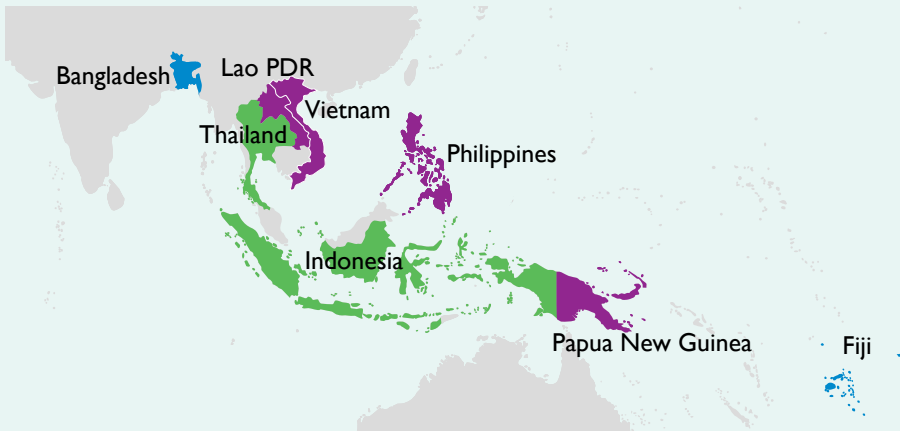 Lao PDR
Bangladesh
Vietnam
Thailand
Philippines
Indonesia
Papua New Guinea
Fiji